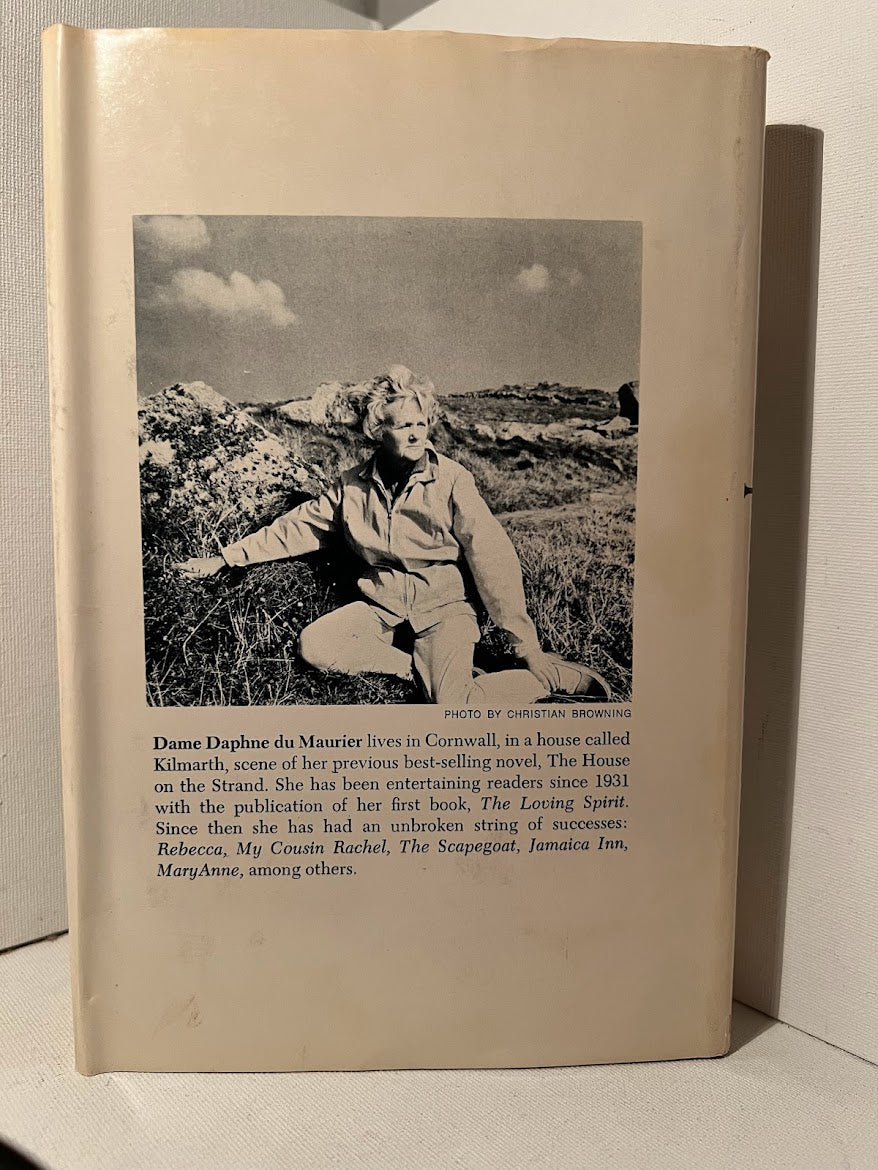 PHOTO BY CHRISTIAN BROWNING
Dame Daphne du Maurier lives in Cornwall, in a house called
Kilmarth, scene of her previous best-selling novel, The House
on the Strand. She has been entertaining readers since 1931
with the publication of her first book, The Loving Spirit.
Since then she has had an unbroken string of successes:
Rebecca, My Cousin Rachel, The Scapegoat, Jamaica Inn,
MaryAnne, among others.